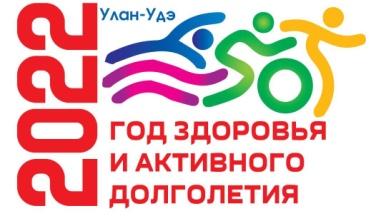 2022
Улан-Удэ
ГОД ЗДОРОВЬЯ
И АКТИВНОГО
ДОЛГОЛЕТИЯ